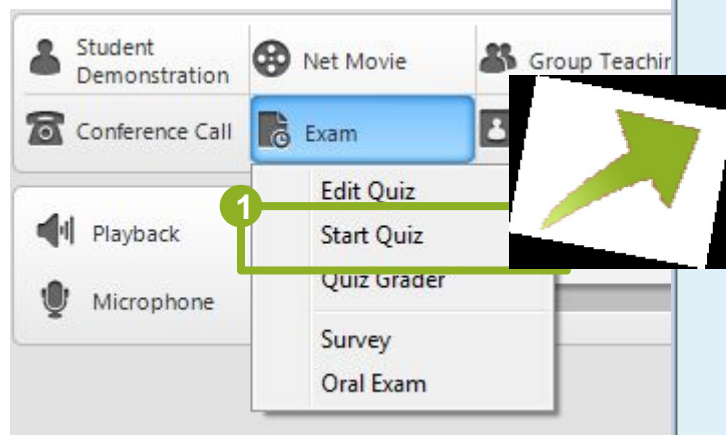 Student
Demonstration
Net Movie
Group Teachin
Conference Call
Exam
1
Edit Quiz
Playback
Start Quiz
Quiz Grader
Microphone
Survey
Oral Exam